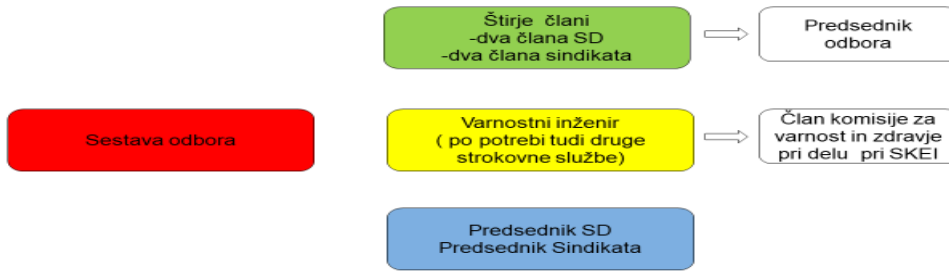 Štirje člani
-dva člana SD
-dva člana sindikata
Predsednik
odbora
Sestava odbora
Varnostni inženir
( po potrebi tudi druge
strokovne službe)
Član komisije za
varnost in zdravje
pri delu pri SKEI
Predsednik SD
Predsednik Sindikata